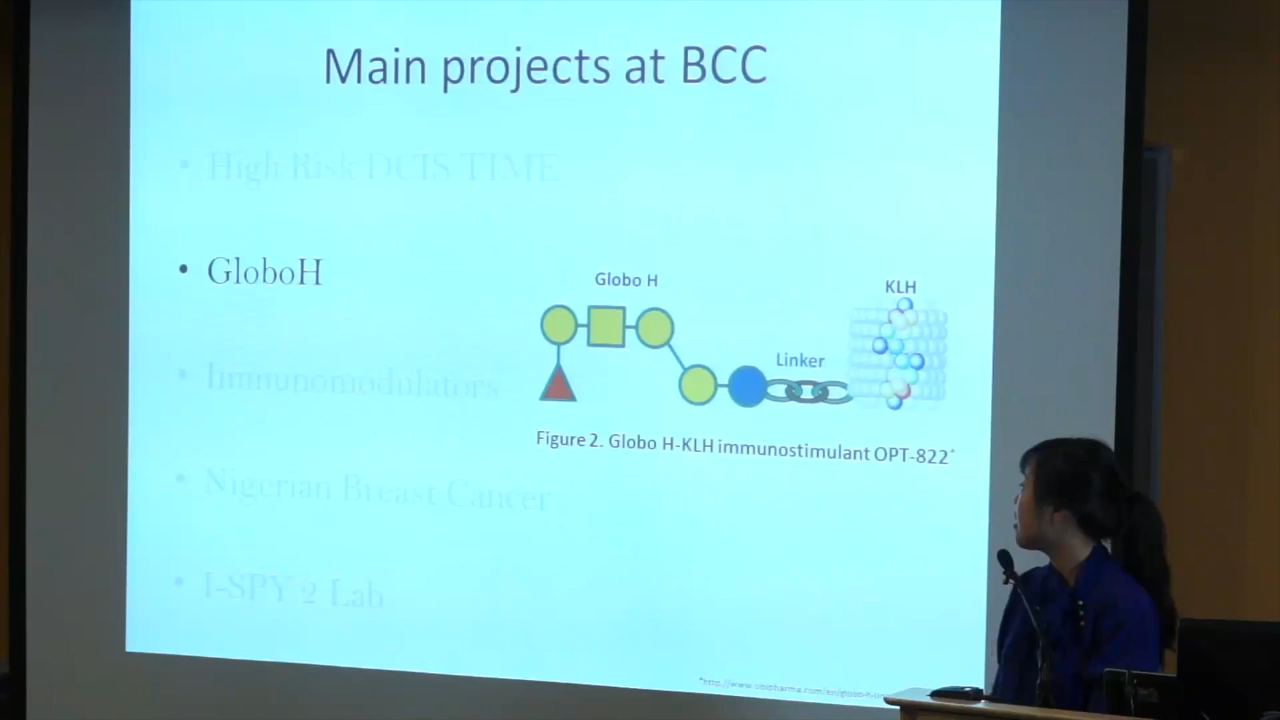 Main projects at BCC
• High Risk DCIS TIME
• GloboH
Globo H
KLH
Linker
Figure 2. Globo H-KLH immunostimulant OPT-822*
• Immunomodulators
• Nigerian Breast Cancer
• I-SPY 2 Lab